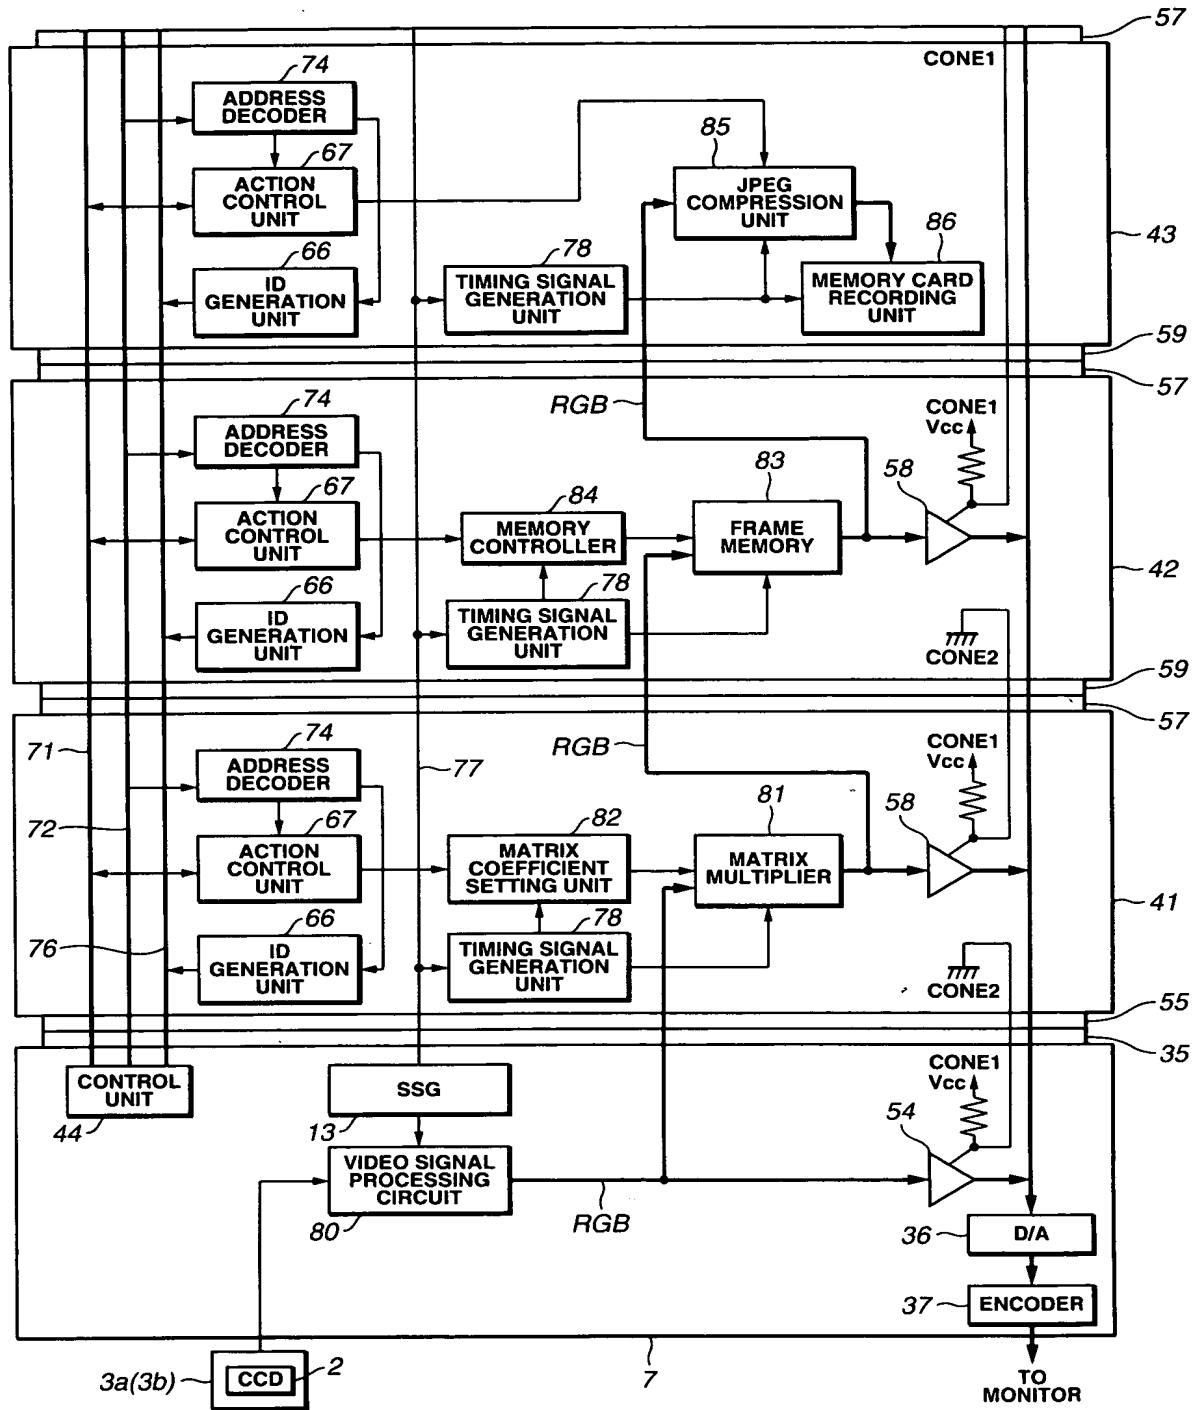 57
CONE1
74
ADDRESS
DECODER
67
ACTION
CONTROL
UNIT
66
ID
GENERATION
UNIT
78
TIMING SIGNAL
GENERATION
UNIT
85
JPEG
COMPRESSION
UNIT
86
MEMORY CARD
RECORDING
UNIT
43
59
57
74
ADDRESS
DECODER
67
ACTION
CONTROL
UNIT
66
ID
GENERATION
UNIT
84
MEMORY
CONTROLLER
78
TIMING SIGNAL
GENERATION
UNIT
RGB
83
FRAME
MEMORY
58
CONE1
Vcc
CONE2
42
59
57
71
72
76
74
ADDRESS
DECODER
67
ACTION
CONTROL
UNIT
66
ID
GENERATION
UNIT
77
82
MATRIX
COEFFICIENT
SETTING UNIT
78
TIMING SIGNAL
GENERATION
UNIT
RGB
81
MATRIX
MULTIPLIER
58
CONE1
Vcc
CONE2
41
55
35
CONTROL
UNIT
44
SSG
13
VIDEO SIGNAL
PROCESSING
CIRCUIT
80
RGB
54
CONE1
Vcc
36
D/A
37
ENCODER
7
3a(3b)
CCD
2
TO
MONITOR